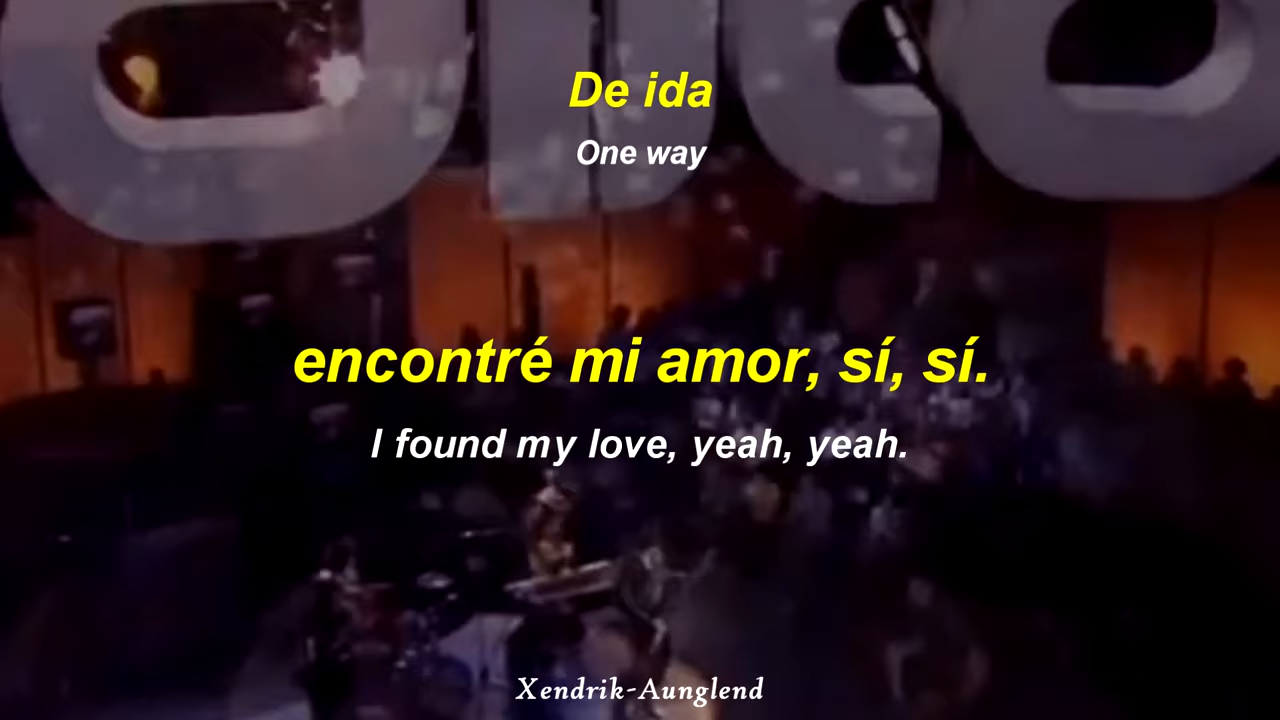 De ida
One way
encontré mi amor, sí, sí.
I found my love, yeah, yeah.
Xendrik-Aunglend